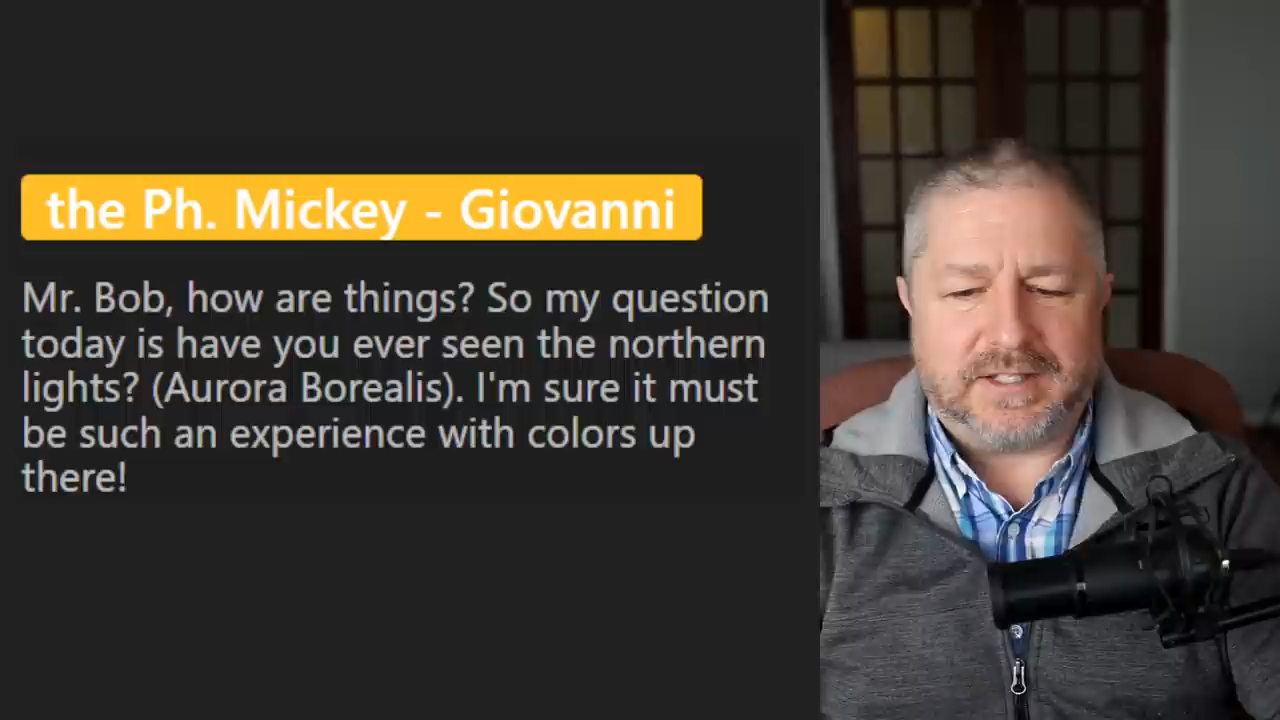 the Ph. Mickey - Giovanni
Mr. Bob, how are things? So my question
today is have you ever seen the northern
lights? (Aurora Borealis). I'm sure it must
be such an experience with colors up
there!